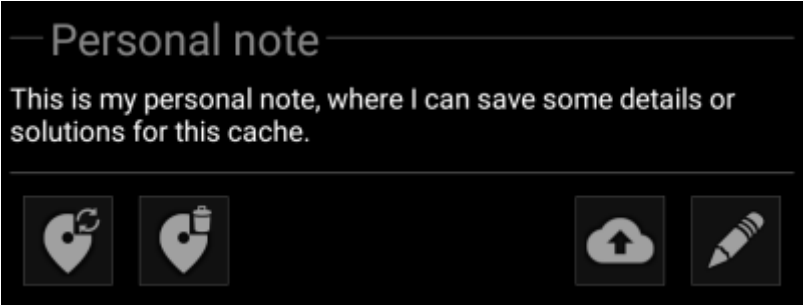 Personal note
This is my personal note, where I can save some details or
solutions for this cache.